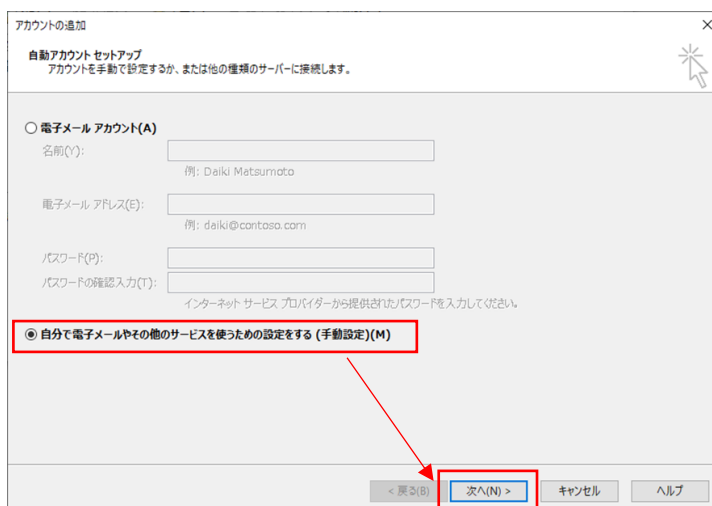 アカウントの追加
自動アカウント セットアップ
アカウントを手動で設定するか、または他の種類のサーバーに接続します。
電子メール アカウント(A)
名前(Y):
例: Daiki Matsumoto
電子メール アドレス(E):
例: daiki@contoso.com
パスワード(P):
パスワードの確認入力(T):
インターネット サービス プロバイダーから提供されたパスワードを入力してください。
自分で電子メールやその他のサービスを使うための設定をする (手動設定)(M)
< 戻る(B) 次へ(N) > キャンセル ヘルプ